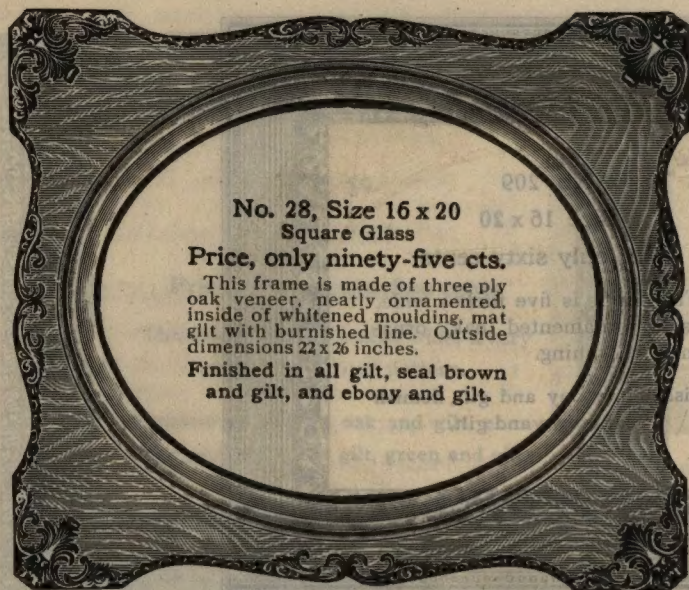 No. 28, Size 16 x 20
Square Glass
Price, only ninety-five cts.
This frame is made of three ply
oak veneer, neatly ornamented,
inside of whitened moulding, mat
gilt with burnished line. Outside
dimensions 22 x 26 inches.
Finished in all gilt, seal brown
and gilt, and ebony and gilt.